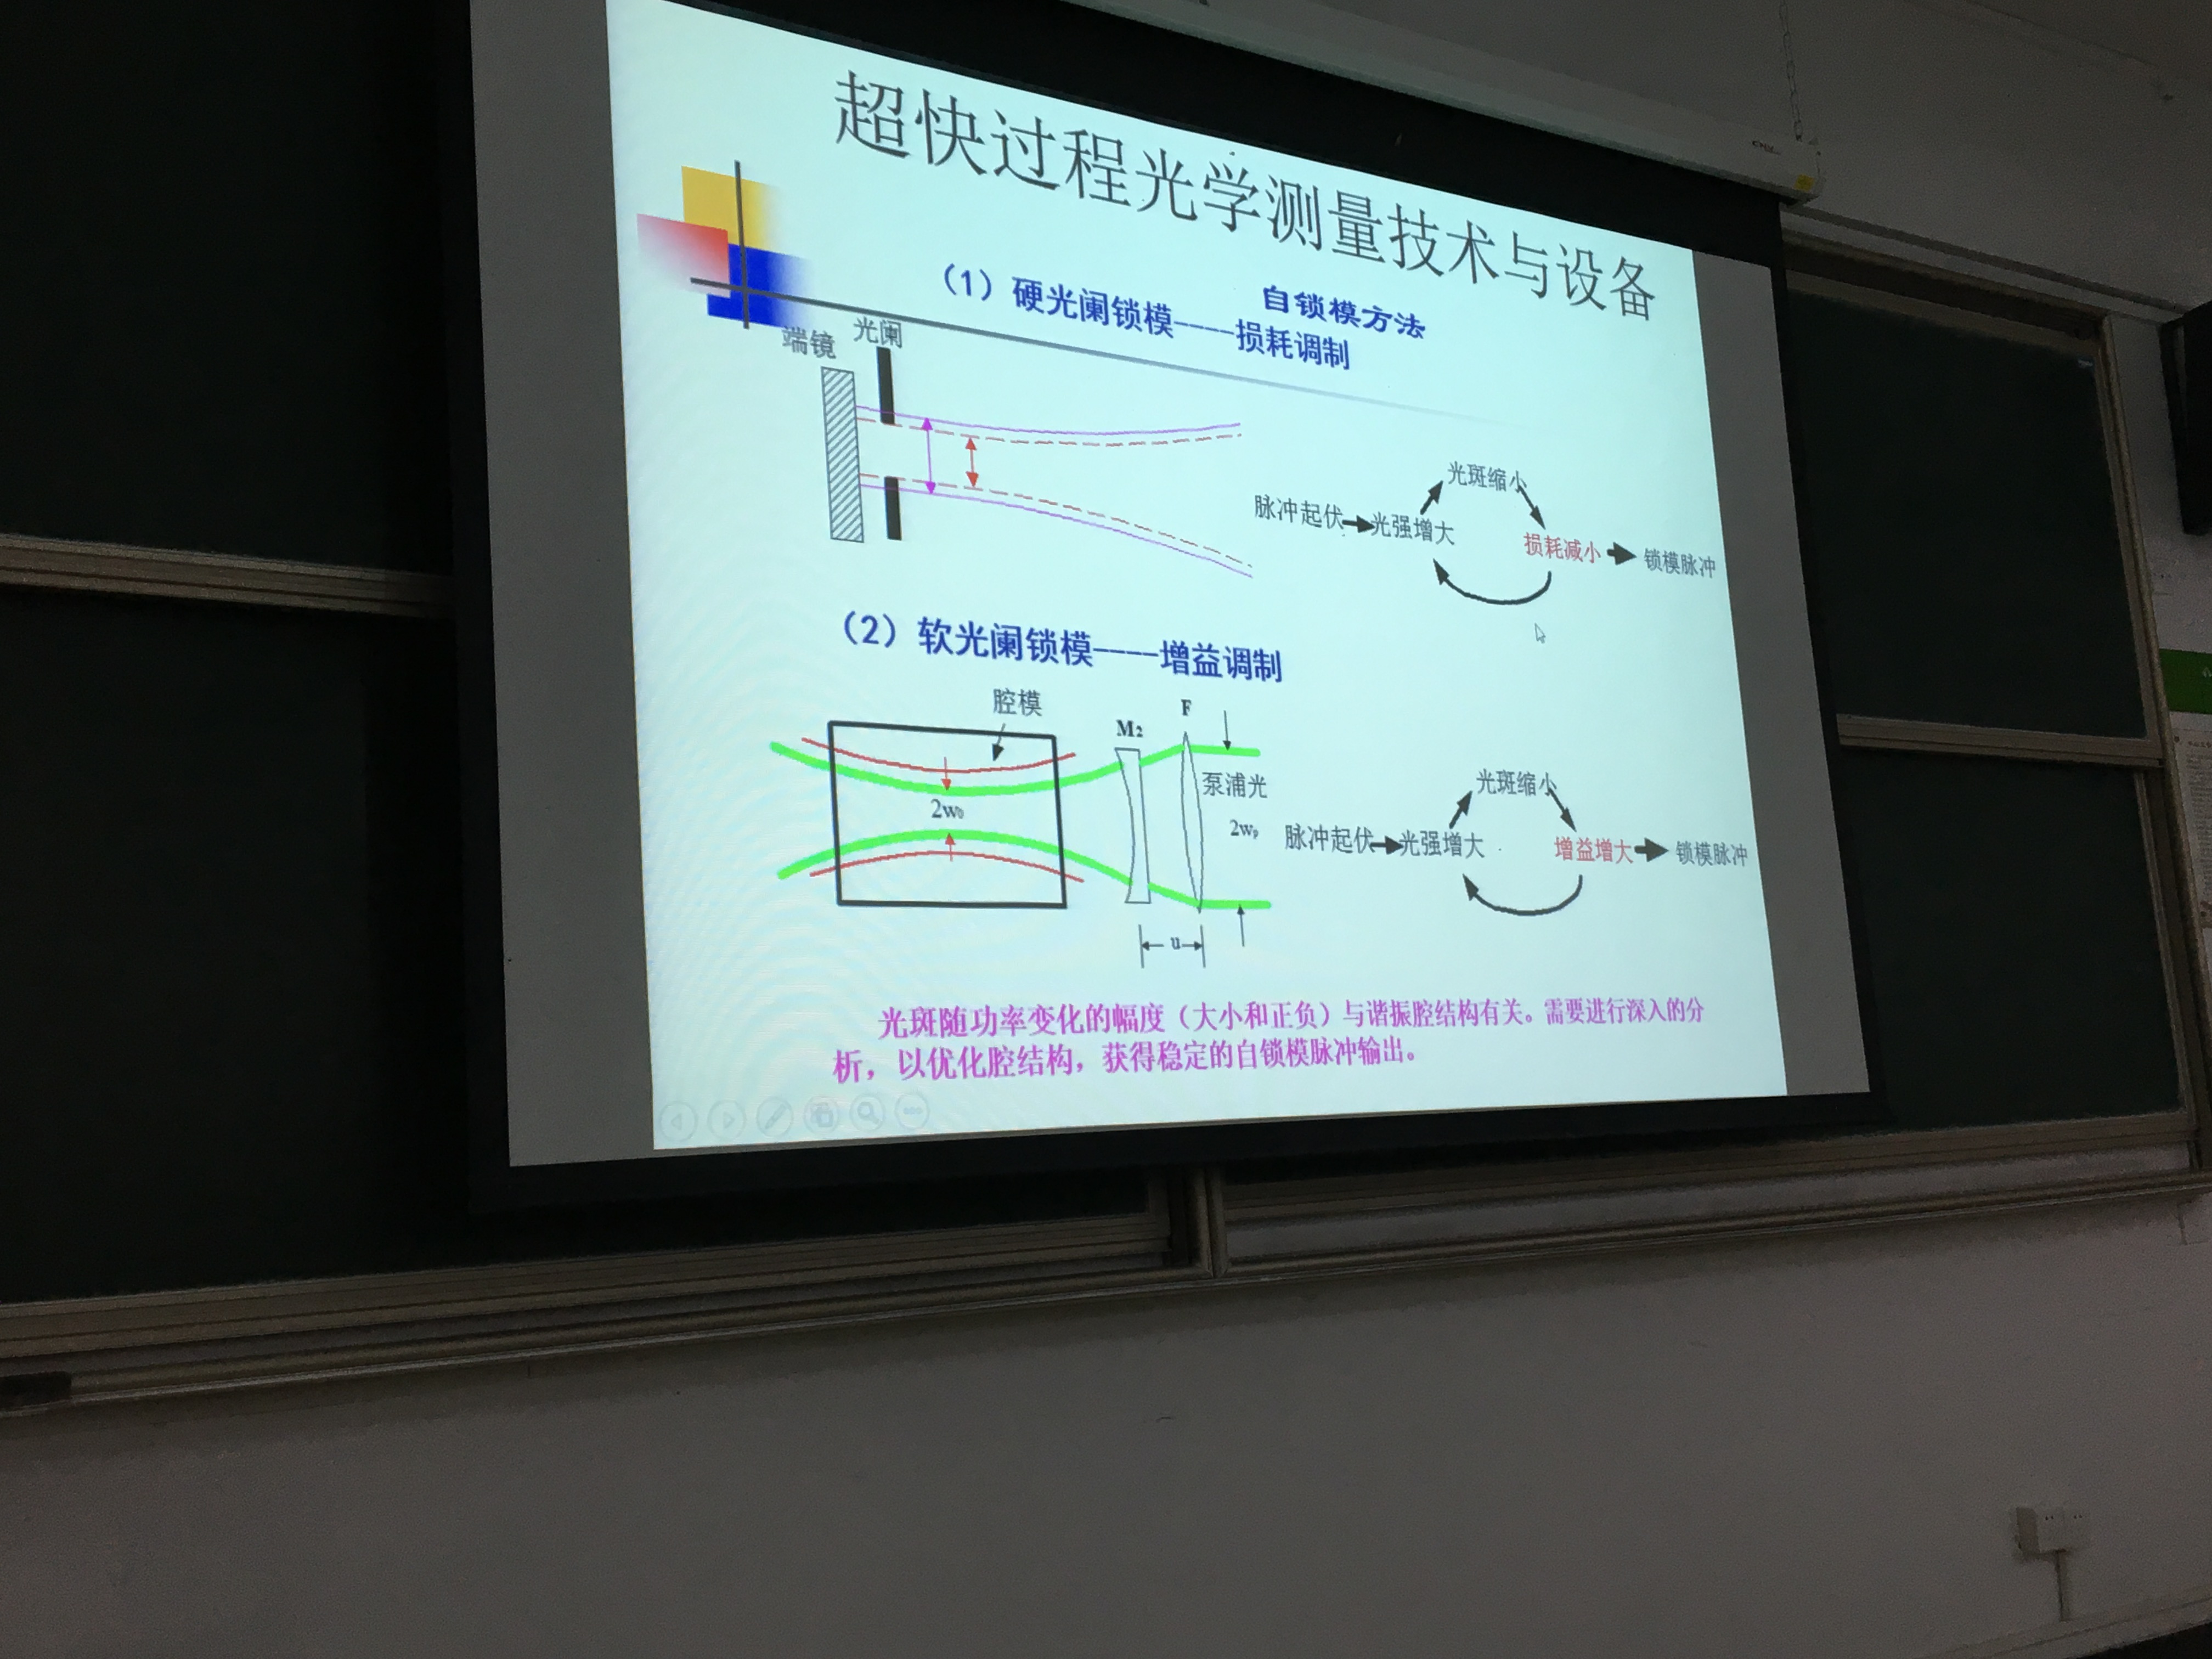 超快过程光学测量技术与设备
自锁模方法
(1) 硬光阑锁模----损耗调制
端镜 光阑
光斑缩小
脉冲起伏 光强增大 损耗减小 锁模脉冲
(2) 软光阑锁模----增益调制
腔模
M₂
F
2w₀
泵浦光
2wₚ
光斑缩小
脉冲起伏 光强增大 增益增大 锁模脉冲
u
光斑随功率变化的幅度(大小和正负)与谐振腔结构有关。需要进行深入的分
析,以优化腔结构,获得稳定的自锁模脉冲输出。